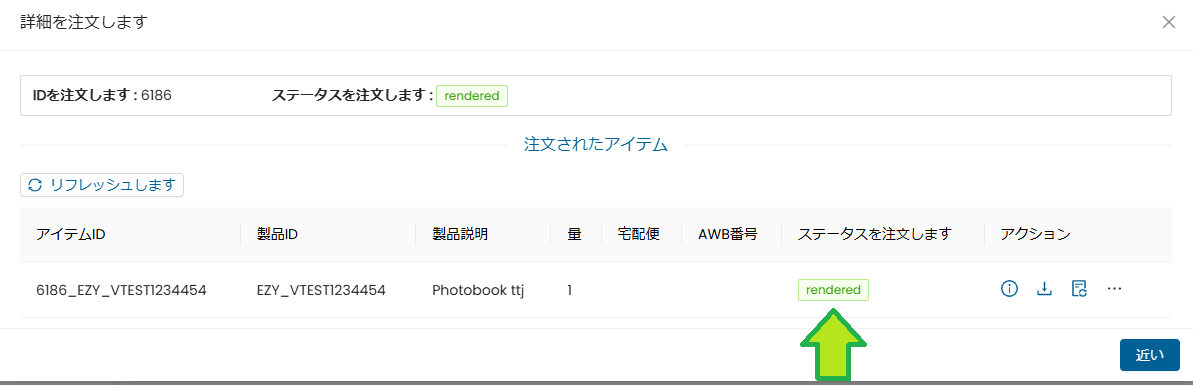 詳細を注文します
IDを注文します : 6186 ステータスを注文します : rendered
注文されたアイテム
リフレッシュします
アイテムID 製品ID 製品説明 量 宅配便 AWB番号 ステータスを注文します アクション
6186_EZY_VTEST1234454 EZY_VTEST1234454 Photobook ttj 1 rendered
近い